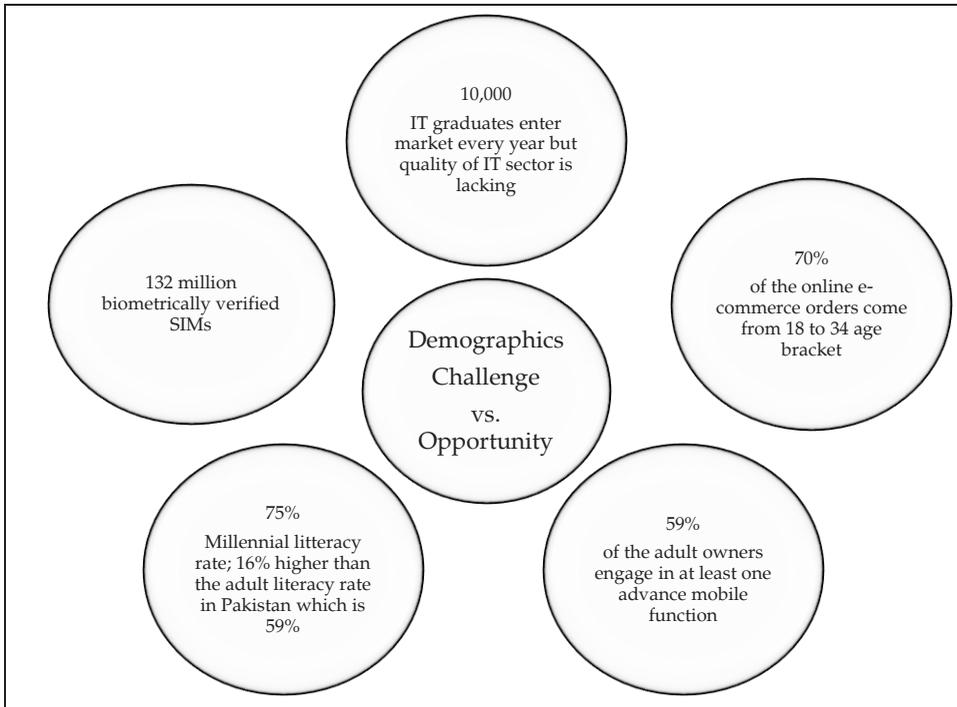 10,000
IT graduates enter
market every year but
quality of IT sector is
lacking
132 million
biometrically verified
SIMs
70%
of the online e-
commerce orders come
from 18 to 34 age
bracket
Demographics
Challenge
vs.
Opportunity
75%
Millennial litteracy
rate; 16% higher than
the adult literacy rate
in Pakistan which is
59%
59%
of the adult owners
engage in at least one
advance mobile
function